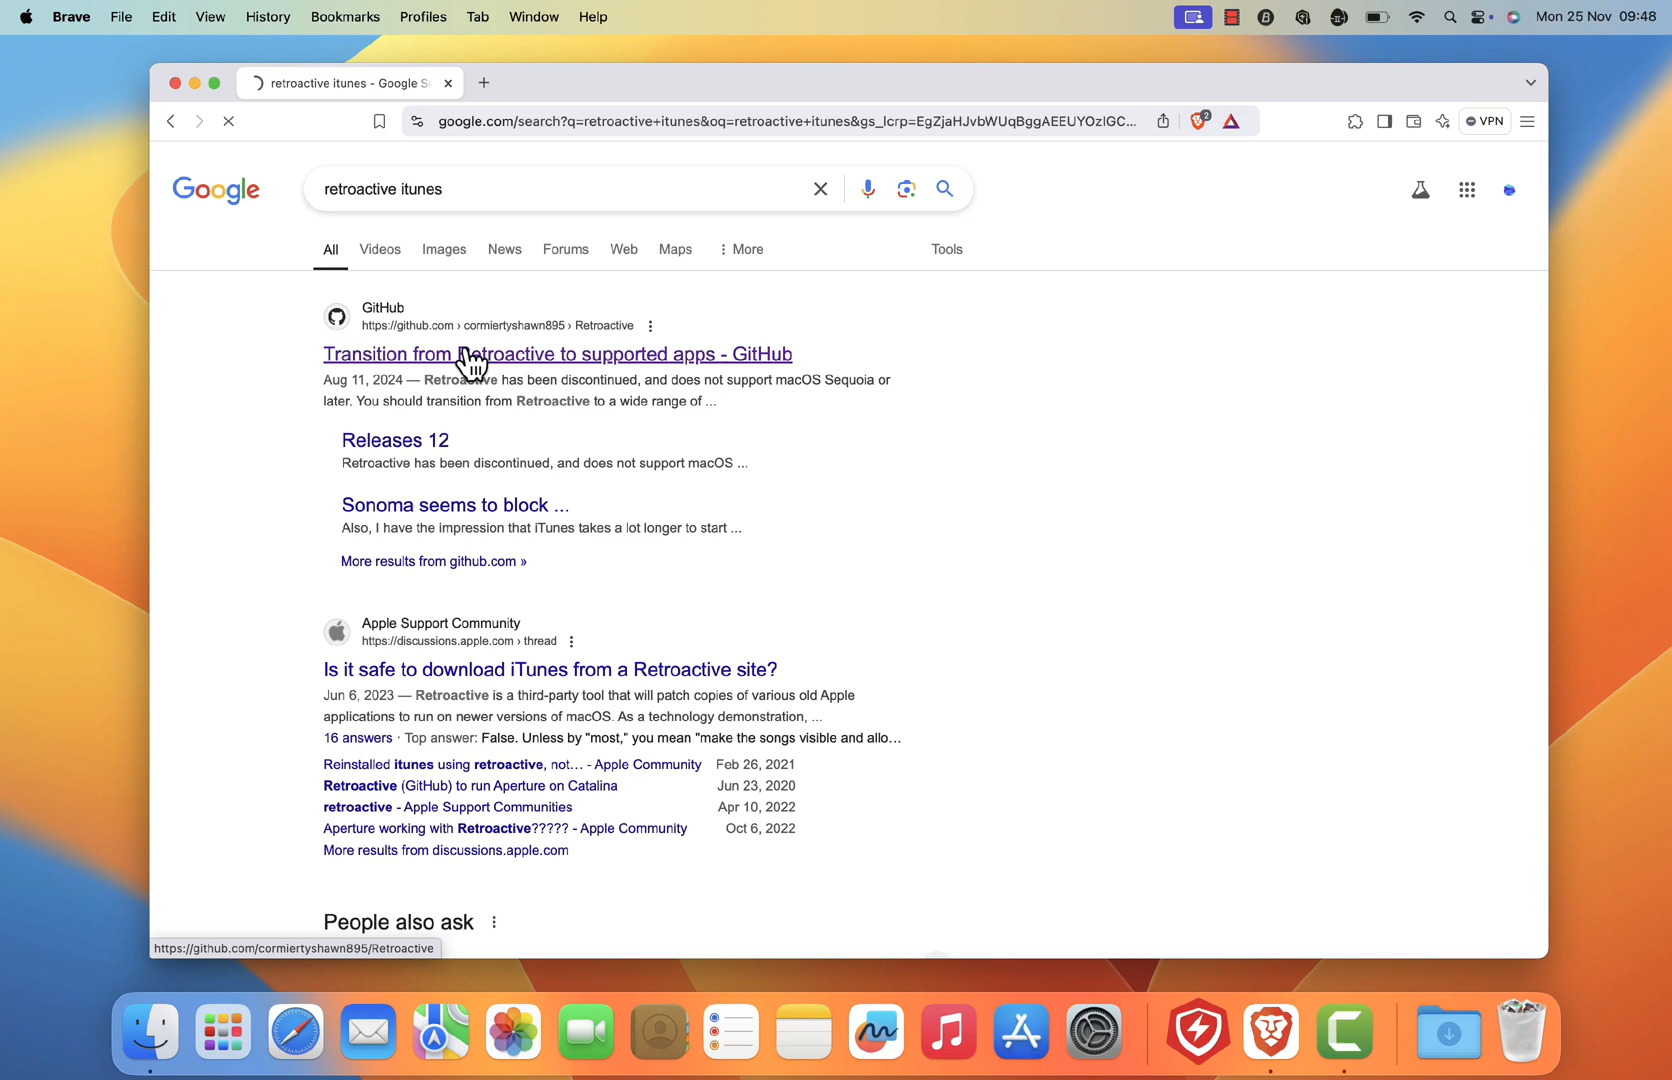 Brave File Edit View History Bookmarks Profiles Tab Window Help Mon 25 Nov 09:48
retroactive itunes - Google Se
google.com/search?q=retroactive+itunes&oq=retroactive+itunes&gs_lcrp=EgZjaHJvbWUqBggAEEUYOzIGC... 2 VPN
Google retroactive itunes
All Videos Images News Forums Web Maps More Tools
GitHub
https://github.com › cormiertyshawn895 › Retroactive
Transition from Retroactive to supported apps - GitHub
Aug 11, 2024 — Retroactive has been discontinued, and does not support macOS Sequoia or
later. You should transition from Retroactive to a wide range of ...
Releases 12
Retroactive has been discontinued, and does not support macOS ...
Sonoma seems to block ...
Also, I have the impression that iTunes takes a lot longer to start ...
More results from github.com »
Apple Support Community
https://discussions.apple.com › thread
Is it safe to download iTunes from a Retroactive site?
Jun 6, 2023 — Retroactive is a third-party tool that will patch copies of various old Apple
applications to run on newer versions of macOS. As a technology demonstration, ...
16 answers · Top answer: False. Unless by "most," you mean "make the songs visible and allo...
Reinstalled itunes using retroactive, not... - Apple Community Feb 26, 2021
Retroactive (GitHub) to run Aperture on Catalina Jun 23, 2020
retroactive - Apple Support Communities Apr 10, 2022
Aperture working with Retroactive????? - Apple Community Oct 6, 2022
More results from discussions.apple.com
People also ask
https://github.com/cormiertyshawn895/Retroactive